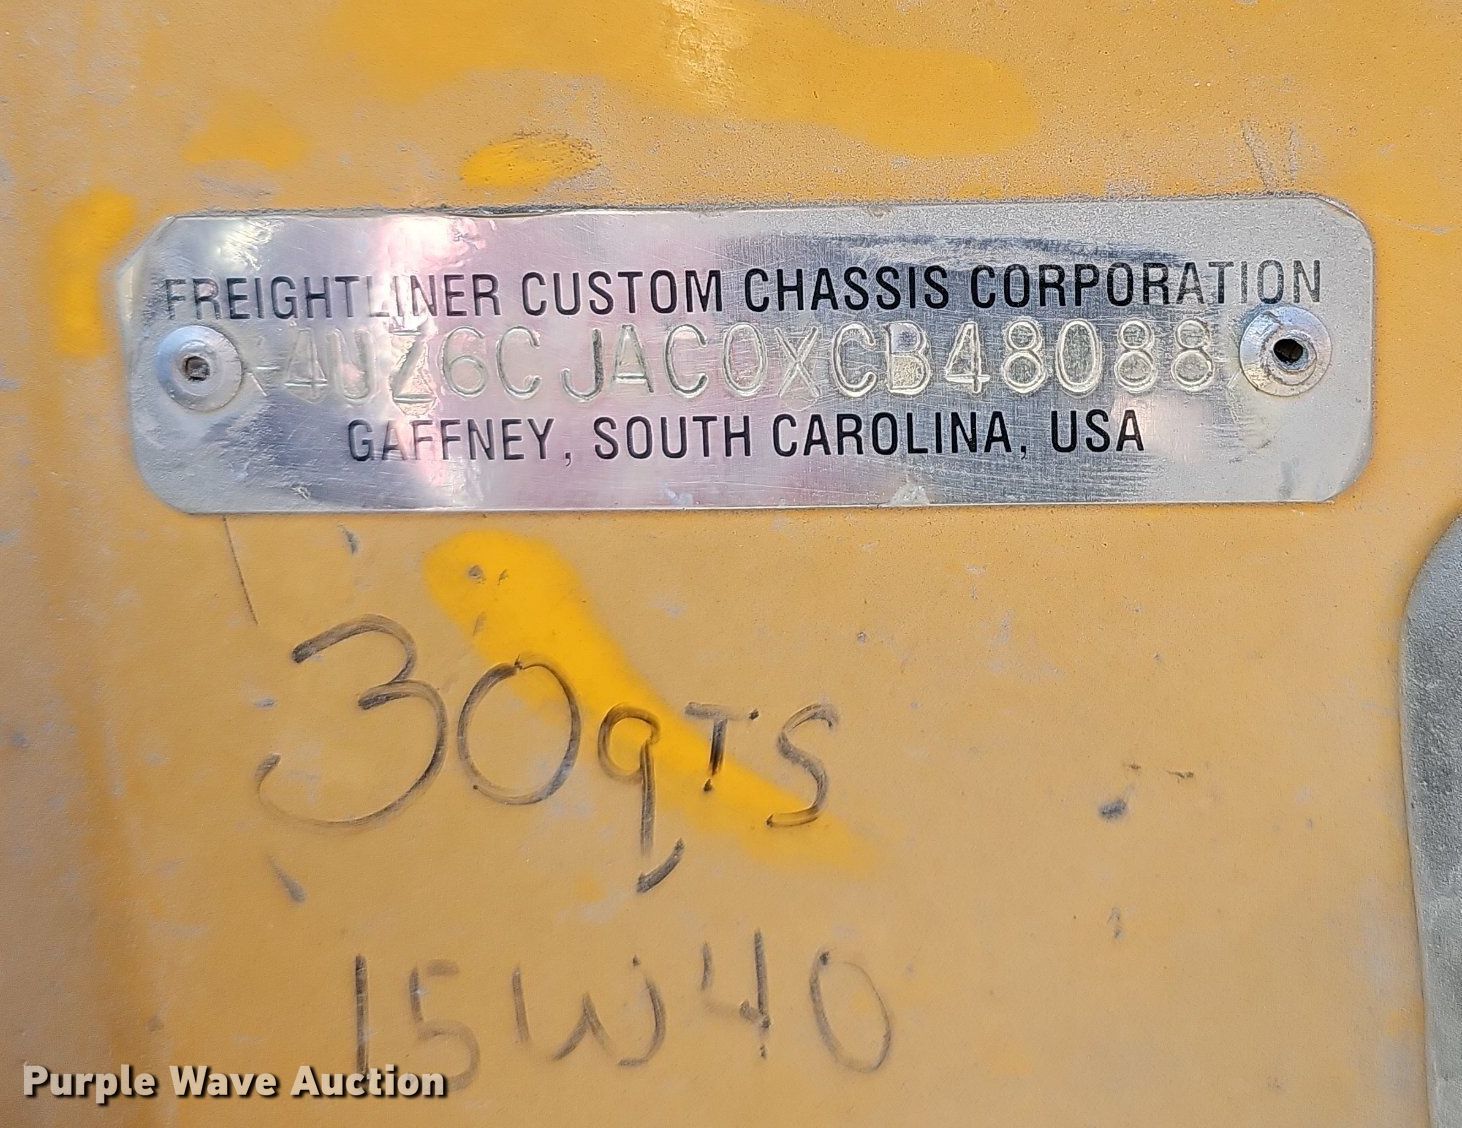 FREIGHTLINER CUSTOM CHASSIS CORPORATION
4UZ6CJAC0XCB48088
GAFFNEY, SOUTH CAROLINA, USA
30qTS
15W40
Purple Wave Auction